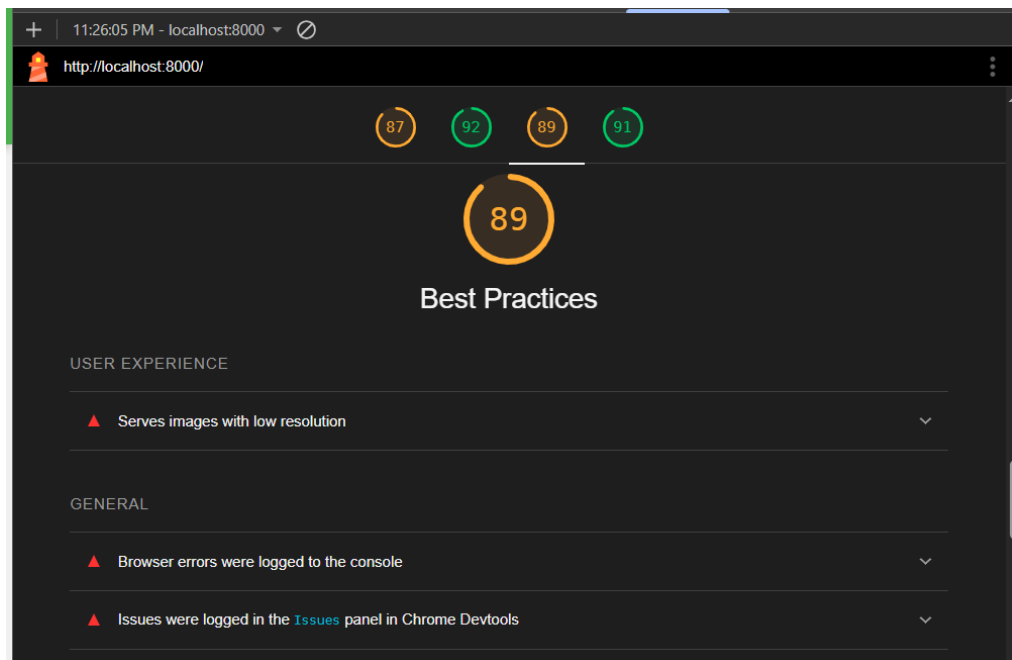 11:26:05 PM - localhost:8000
http://localhost:8000/
87 92 89 91
89
Best Practices
USER EXPERIENCE
Serves images with low resolution
GENERAL
Browser errors were logged to the console
Issues were logged in the Issues panel in Chrome Devtools